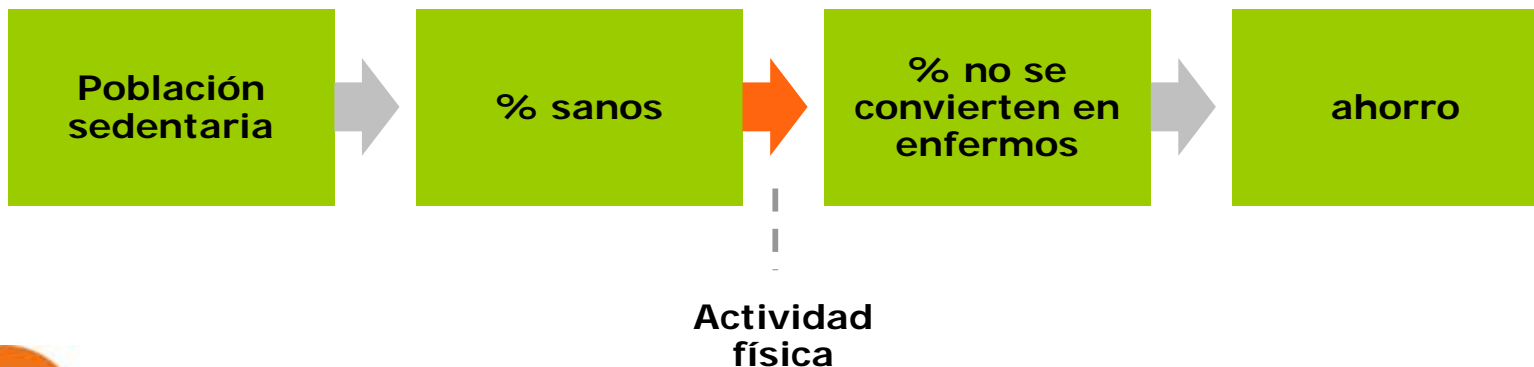 Población
sedentaria
% sanos
% no se
convierten en
enfermos
ahorro
Actividad
física